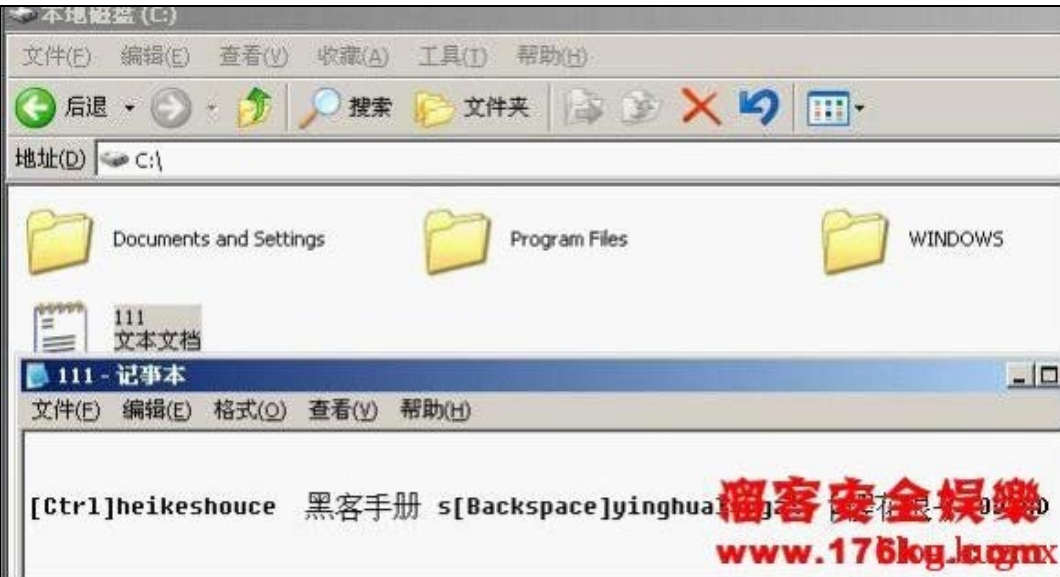 本地磁盘 (C:)
文件(F) 编辑(E) 查看(V) 收藏(A) 工具(T) 帮助(H)
后退 搜索 文件夹
地址(D) C:\
Documents and Settings Program Files WINDOWS
111
文本文档
111 - 记事本
文件(F) 编辑(E) 格式(O) 查看(V) 帮助(H)
[Ctrl]heikeshouce 黑客手册 s[Backspace]yinghua
溜客安全娱樂
www.176ku.com